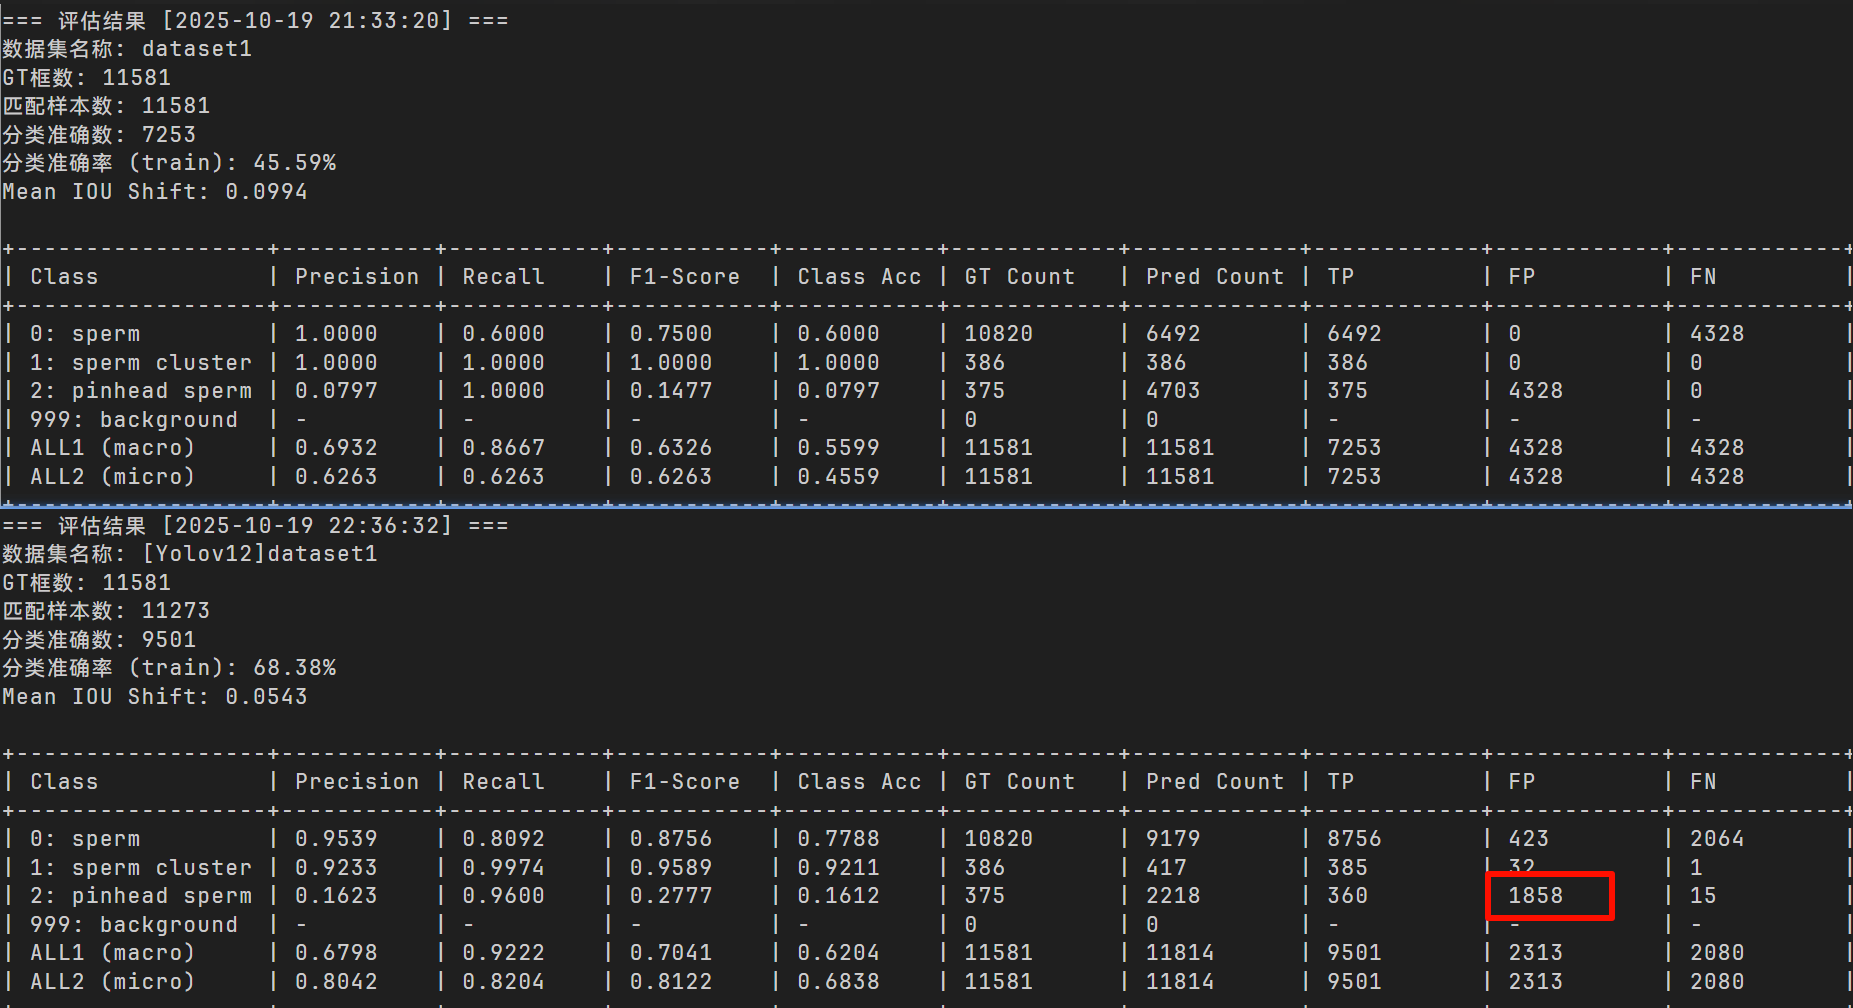 === 评估结果 [2025-10-19 21:33:20] ===
数据集名称: dataset1
GT框数: 11581
匹配样本数: 11581
分类准确数: 7253
分类准确率 (train): 45.59%
Mean IOU Shift: 0.0994
| Class | Precision | Recall | F1-Score | Class Acc | GT Count | Pred Count | TP | FP | FN |
| 0: sperm | 1.0000 | 0.6000 | 0.7500 | 0.6000 | 10820 | 6492 | 6492 | 0 | 4328 |
| 1: sperm cluster | 1.0000 | 1.0000 | 1.0000 | 1.0000 | 386 | 386 | 386 | 0 | 0 |
| 2: pinhead sperm | 0.0797 | 1.0000 | 0.1477 | 0.0797 | 375 | 4703 | 375 | 4328 | 0 |
| 999: background | - | - | - | - | 0 | 0 | - | - | - |
| ALL1 (macro) | 0.6932 | 0.8667 | 0.6326 | 0.5599 | 11581 | 11581 | 7253 | 4328 | 4328 |
| ALL2 (micro) | 0.6263 | 0.6263 | 0.6263 | 0.4559 | 11581 | 11581 | 7253 | 4328 | 4328 |
=== 评估结果 [2025-10-19 22:36:32] ===
数据集名称: [Yolov12]dataset1
GT框数: 11581
匹配样本数: 11273
分类准确数: 9501
分类准确率 (train): 68.38%
Mean IOU Shift: 0.0543
| Class | Precision | Recall | F1-Score | Class Acc | GT Count | Pred Count | TP | FP | FN |
| 0: sperm | 0.9539 | 0.8092 | 0.8756 | 0.7788 | 10820 | 9179 | 8756 | 423 | 2064 |
| 1: sperm cluster | 0.9233 | 0.9974 | 0.9589 | 0.9211 | 386 | 417 | 385 | 32 | 1 |
| 2: pinhead sperm | 0.1623 | 0.9600 | 0.2777 | 0.1612 | 375 | 2218 | 360 | 1858 | 15 |
| 999: background | - | - | - | - | 0 | 0 | - | - | - |
| ALL1 (macro) | 0.6798 | 0.9222 | 0.7041 | 0.6204 | 11581 | 11814 | 9501 | 2313 | 2080 |
| ALL2 (micro) | 0.8042 | 0.8204 | 0.8122 | 0.6838 | 11581 | 11814 | 9501 | 2313 | 2080 |